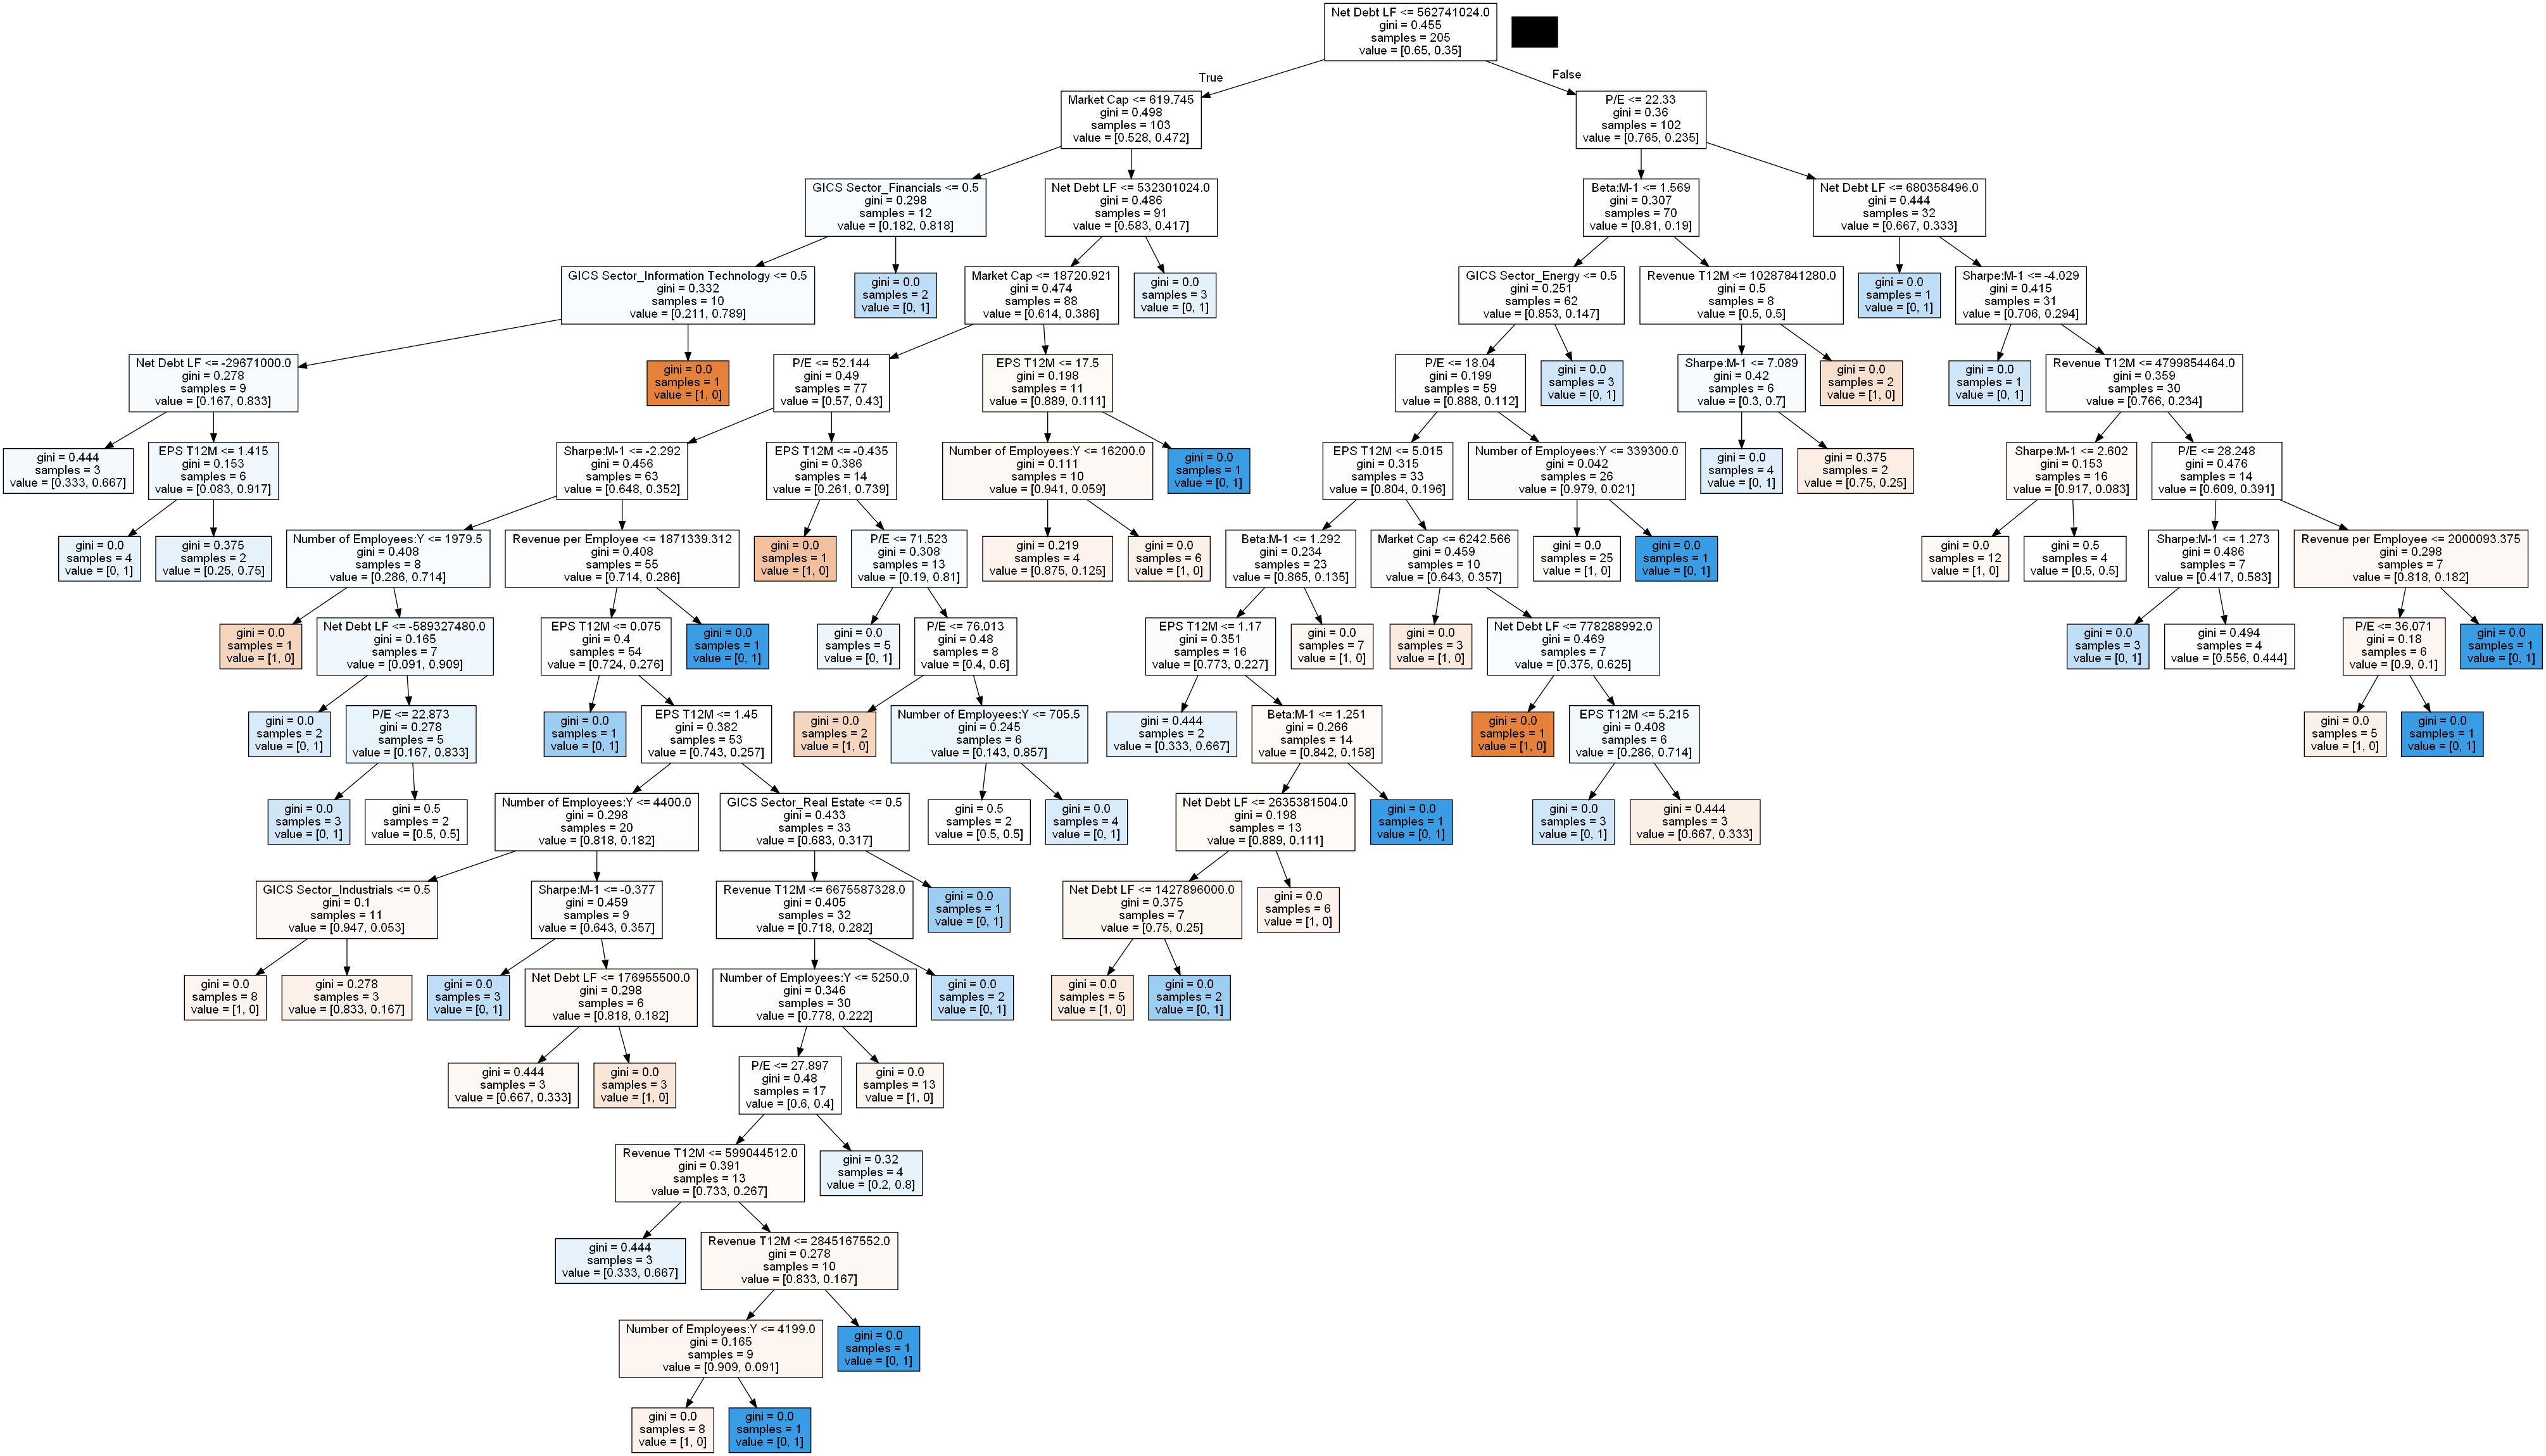 Net Debt LF <= 562741024.0
gini = 0.455
samples = 205
value = [0.65, 0.35]
True
False
Market Cap <= 619.745
gini = 0.498
samples = 103
value = [0.528, 0.472]
P/E <= 22.33
gini = 0.36
samples = 102
value = [0.765, 0.235]
GICS Sector_Financials <= 0.5
gini = 0.298
samples = 12
value = [0.182, 0.818]
Net Debt LF <= 532301024.0
gini = 0.486
samples = 91
value = [0.583, 0.417]
Beta:M-1 <= 1.569
gini = 0.307
samples = 70
value = [0.81, 0.19]
Net Debt LF <= 680358496.0
gini = 0.444
samples = 32
value = [0.667, 0.333]
GICS Sector_Information Technology <= 0.5
gini = 0.332
samples = 10
value = [0.211, 0.789]
gini = 0.0
samples = 2
value = [0, 1]
Market Cap <= 18720.921
gini = 0.474
samples = 88
value = [0.614, 0.386]
gini = 0.0
samples = 3
value = [0, 1]
GICS Sector_Energy <= 0.5
gini = 0.251
samples = 62
value = [0.853, 0.147]
Revenue T12M <= 10287841280.0
gini = 0.5
samples = 8
value = [0.5, 0.5]
gini = 0.0
samples = 1
value = [0, 1]
Sharpe:M-1 <= -4.029
gini = 0.415
samples = 31
value = [0.706, 0.294]
Net Debt LF <= -29671000.0
gini = 0.278
samples = 9
value = [0.167, 0.833]
gini = 0.0
samples = 1
value = [1, 0]
P/E <= 52.144
gini = 0.49
samples = 77
value = [0.57, 0.43]
EPS T12M <= 17.5
gini = 0.198
samples = 11
value = [0.889, 0.111]
P/E <= 18.04
gini = 0.199
samples = 59
value = [0.888, 0.112]
gini = 0.0
samples = 3
value = [0, 1]
Sharpe:M-1 <= 7.089
gini = 0.42
samples = 6
value = [0.3, 0.7]
gini = 0.0
samples = 2
value = [1, 0]
gini = 0.0
samples = 1
value = [0, 1]
Revenue T12M <= 4799854464.0
gini = 0.359
samples = 30
value = [0.766, 0.234]
gini = 0.444
samples = 3
value = [0.333, 0.667]
EPS T12M <= 1.415
gini = 0.153
samples = 6
value = [0.083, 0.917]
Sharpe:M-1 <= -2.292
gini = 0.456
samples = 63
value = [0.648, 0.352]
EPS T12M <= -0.435
gini = 0.386
samples = 14
value = [0.261, 0.739]
Number of Employees:Y <= 16200.0
gini = 0.111
samples = 10
value = [0.941, 0.059]
gini = 0.0
samples = 1
value = [0, 1]
EPS T12M <= 5.015
gini = 0.315
samples = 33
value = [0.804, 0.196]
Number of Employees:Y <= 339300.0
gini = 0.042
samples = 26
value = [0.979, 0.021]
gini = 0.0
samples = 4
value = [0, 1]
gini = 0.375
samples = 2
value = [0.75, 0.25]
Sharpe:M-1 <= 2.602
gini = 0.153
samples = 16
value = [0.917, 0.083]
P/E <= 28.248
gini = 0.476
samples = 14
value = [0.609, 0.391]
gini = 0.0
samples = 4
value = [0, 1]
gini = 0.375
samples = 2
value = [0.25, 0.75]
Number of Employees:Y <= 1979.5
gini = 0.408
samples = 8
value = [0.286, 0.714]
Revenue per Employee <= 1871339.312
gini = 0.408
samples = 55
value = [0.714, 0.286]
gini = 0.0
samples = 1
value = [1, 0]
P/E <= 71.523
gini = 0.308
samples = 13
value = [0.19, 0.81]
gini = 0.219
samples = 4
value = [0.875, 0.125]
gini = 0.0
samples = 6
value = [1, 0]
Beta:M-1 <= 1.292
gini = 0.234
samples = 23
value = [0.865, 0.135]
Market Cap <= 6242.566
gini = 0.459
samples = 10
value = [0.643, 0.357]
gini = 0.0
samples = 25
value = [1, 0]
gini = 0.0
samples = 1
value = [0, 1]
gini = 0.0
samples = 12
value = [1, 0]
gini = 0.5
samples = 4
value = [0.5, 0.5]
Sharpe:M-1 <= 1.273
gini = 0.486
samples = 7
value = [0.417, 0.583]
Revenue per Employee <= 2000093.375
gini = 0.298
samples = 7
value = [0.818, 0.182]
gini = 0.0
samples = 1
value = [1, 0]
Net Debt LF <= -589327480.0
gini = 0.165
samples = 7
value = [0.091, 0.909]
EPS T12M <= 0.075
gini = 0.4
samples = 54
value = [0.724, 0.276]
gini = 0.0
samples = 1
value = [0, 1]
gini = 0.0
samples = 5
value = [0, 1]
P/E <= 76.013
gini = 0.48
samples = 8
value = [0.4, 0.6]
EPS T12M <= 1.17
gini = 0.351
samples = 16
value = [0.773, 0.227]
gini = 0.0
samples = 7
value = [1, 0]
gini = 0.0
samples = 3
value = [1, 0]
Net Debt LF <= 778288992.0
gini = 0.469
samples = 7
value = [0.375, 0.625]
gini = 0.0
samples = 3
value = [0, 1]
gini = 0.494
samples = 4
value = [0.556, 0.444]
P/E <= 36.071
gini = 0.18
samples = 6
value = [0.9, 0.1]
gini = 0.0
samples = 1
value = [0, 1]
gini = 0.0
samples = 2
value = [0, 1]
P/E <= 22.873
gini = 0.278
samples = 5
value = [0.167, 0.833]
gini = 0.0
samples = 1
value = [0, 1]
EPS T12M <= 1.45
gini = 0.382
samples = 53
value = [0.743, 0.257]
gini = 0.0
samples = 2
value = [1, 0]
Number of Employees:Y <= 705.5
gini = 0.245
samples = 6
value = [0.143, 0.857]
gini = 0.444
samples = 2
value = [0.333, 0.667]
Beta:M-1 <= 1.251
gini = 0.266
samples = 14
value = [0.842, 0.158]
gini = 0.0
samples = 1
value = [1, 0]
EPS T12M <= 5.215
gini = 0.408
samples = 6
value = [0.286, 0.714]
gini = 0.0
samples = 5
value = [1, 0]
gini = 0.0
samples = 1
value = [0, 1]
gini = 0.0
samples = 3
value = [0, 1]
gini = 0.5
samples = 2
value = [0.5, 0.5]
Number of Employees:Y <= 4400.0
gini = 0.298
samples = 20
value = [0.818, 0.182]
GICS Sector_Real Estate <= 0.5
gini = 0.433
samples = 33
value = [0.683, 0.317]
gini = 0.5
samples = 2
value = [0.5, 0.5]
gini = 0.0
samples = 4
value = [0, 1]
Net Debt LF <= 2635381504.0
gini = 0.198
samples = 13
value = [0.889, 0.111]
gini = 0.0
samples = 1
value = [0, 1]
gini = 0.0
samples = 3
value = [0, 1]
gini = 0.444
samples = 3
value = [0.667, 0.333]
GICS Sector_Industrials <= 0.5
gini = 0.1
samples = 11
value = [0.947, 0.053]
Sharpe:M-1 <= -0.377
gini = 0.459
samples = 9
value = [0.643, 0.357]
Revenue T12M <= 6675587328.0
gini = 0.405
samples = 32
value = [0.718, 0.282]
gini = 0.0
samples = 1
value = [0, 1]
Net Debt LF <= 1427896000.0
gini = 0.375
samples = 7
value = [0.75, 0.25]
gini = 0.0
samples = 6
value = [1, 0]
gini = 0.0
samples = 8
value = [1, 0]
gini = 0.278
samples = 3
value = [0.833, 0.167]
gini = 0.0
samples = 3
value = [0, 1]
Net Debt LF <= 176955500.0
gini = 0.298
samples = 6
value = [0.818, 0.182]
Number of Employees:Y <= 5250.0
gini = 0.346
samples = 30
value = [0.778, 0.222]
gini = 0.0
samples = 2
value = [0, 1]
gini = 0.0
samples = 5
value = [1, 0]
gini = 0.0
samples = 2
value = [0, 1]
gini = 0.444
samples = 3
value = [0.667, 0.333]
gini = 0.0
samples = 3
value = [1, 0]
P/E <= 27.897
gini = 0.48
samples = 17
value = [0.6, 0.4]
gini = 0.0
samples = 13
value = [1, 0]
Revenue T12M <= 599044512.0
gini = 0.391
samples = 13
value = [0.733, 0.267]
gini = 0.32
samples = 4
value = [0.2, 0.8]
gini = 0.444
samples = 3
value = [0.333, 0.667]
Revenue T12M <= 2845167552.0
gini = 0.278
samples = 10
value = [0.833, 0.167]
Number of Employees:Y <= 4199.0
gini = 0.165
samples = 9
value = [0.909, 0.091]
gini = 0.0
samples = 1
value = [0, 1]
gini = 0.0
samples = 8
value = [1, 0]
gini = 0.0
samples = 1
value = [0, 1]